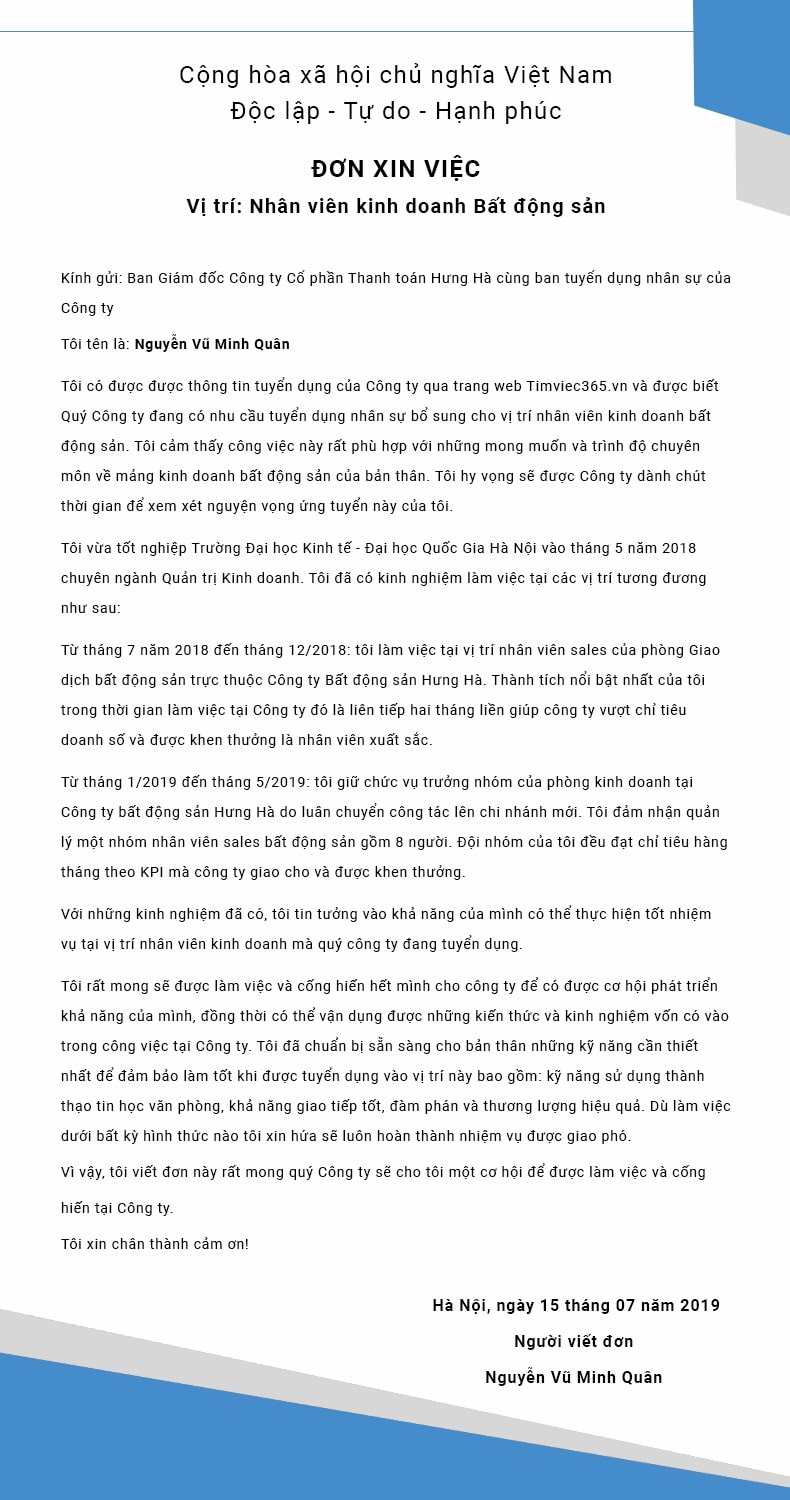 Cộng hòa xã hội chủ nghĩa Việt Nam
Độc lập - Tự do - Hạnh phúc
ĐƠN XIN VIỆC
Vị trí: Nhân viên kinh doanh Bất động sản
Kính gửi: Ban Giám đốc Công ty Cổ phần Thanh toán Hưng Hà cùng ban tuyển dụng nhân sự của
Công ty
Tôi tên là: Nguyễn Vũ Minh Quân
Tôi có được được thông tin tuyển dụng của Công ty qua trang web Timviec365.vn và được biết
Quý Công ty đang có nhu cầu tuyển dụng nhân sự bổ sung cho vị trí nhân viên kinh doanh bất
động sản. Tôi cảm thấy công việc này rất phù hợp với những mong muốn và trình độ chuyên
môn về mảng kinh doanh bất động sản của bản thân. Tôi hy vọng sẽ được Công ty dành chút
thời gian để xem xét nguyện vọng ứng tuyển này của tôi.
Tôi vừa tốt nghiệp Trường Đại học Kinh tế - Đại học Quốc Gia Hà Nội vào tháng 5 năm 2018
chuyên ngành Quản trị Kinh doanh. Tôi đã có kinh nghiệm làm việc tại các vị trí tương đương
như sau:
Từ tháng 7 năm 2018 đến tháng 12/2018: tôi làm việc tại vị trí nhân viên sales của phòng Giao
dịch bất động sản trực thuộc Công ty Bất động sản Hưng Hà. Thành tích nổi bật nhất của tôi
trong thời gian làm việc tại Công ty đó là liên tiếp hai tháng liền giúp công ty vượt chỉ tiêu
doanh số và được khen thưởng là nhân viên xuất sắc.
Từ tháng 1/2019 đến tháng 5/2019: tôi giữ chức vụ trưởng nhóm của phòng kinh doanh tại
Công ty bất động sản Hưng Hà do luân chuyển công tác lên chi nhánh mới. Tôi đảm nhận quản
lý một nhóm nhân viên sales bất động sản gồm 8 người. Đội nhóm của tôi đều đạt chỉ tiêu hàng
tháng theo KPI mà công ty giao cho và được khen thưởng.
Với những kinh nghiệm đã có, tôi tin tưởng vào khả năng của mình có thể thực hiện tốt nhiệm
vụ tại vị trí nhân viên kinh doanh mà quý công ty đang tuyển dụng.
Tôi rất mong sẽ được làm việc và cống hiến hết mình cho công ty để có được cơ hội phát triển
khả năng của mình, đồng thời có thể vận dụng được những kiến thức và kinh nghiệm vốn có vào
trong công việc tại Công ty. Tôi đã chuẩn bị sẵn sàng cho bản thân những kỹ năng cần thiết
nhất để đảm bảo làm tốt khi được tuyển dụng vào vị trí này bao gồm: kỹ năng sử dụng thành
thạo tin học văn phòng, khả năng giao tiếp tốt, đàm phán và thương lượng hiệu quả. Dù làm việc
dưới bất kỳ hình thức nào tôi xin hứa sẽ luôn hoàn thành nhiệm vụ được giao phó.
Vì vậy, tôi viết đơn này rất mong quý Công ty sẽ cho tôi một cơ hội để được làm việc và cống
hiến tại Công ty.
Tôi xin chân thành cảm ơn!
Hà Nội, ngày 15 tháng 07 năm 2019
Người viết đơn
Nguyễn Vũ Minh Quân